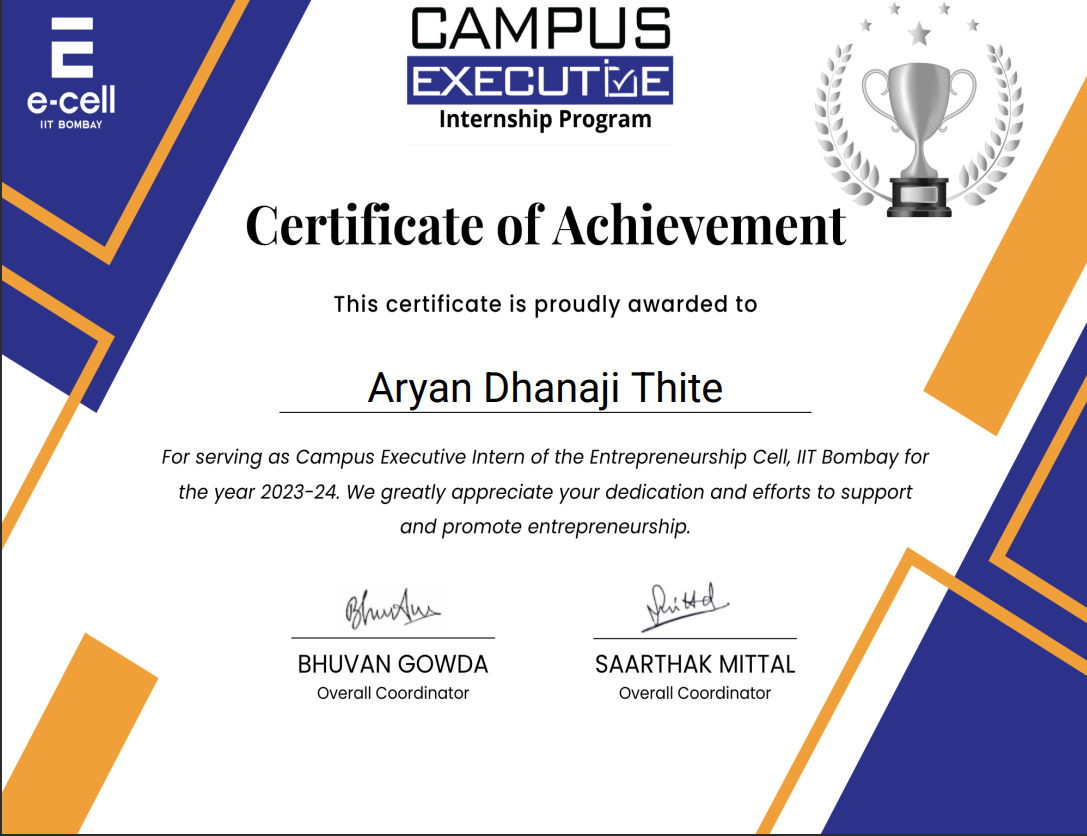 e-cell
IIT BOMBAY
CAMPUS
EXECUTIVE
Internship Program
Certificate of Achievement
This certificate is proudly awarded to
Aryan Dhanaji Thite
For serving as Campus Executive Intern of the Entrepreneurship Cell, IIT Bombay for
the year 2023-24. We greatly appreciate your dedication and efforts to support
and promote entrepreneurship.
BHUVAN GOWDA
Overall Coordinator
SAARTHAK MITTAL
Overall Coordinator